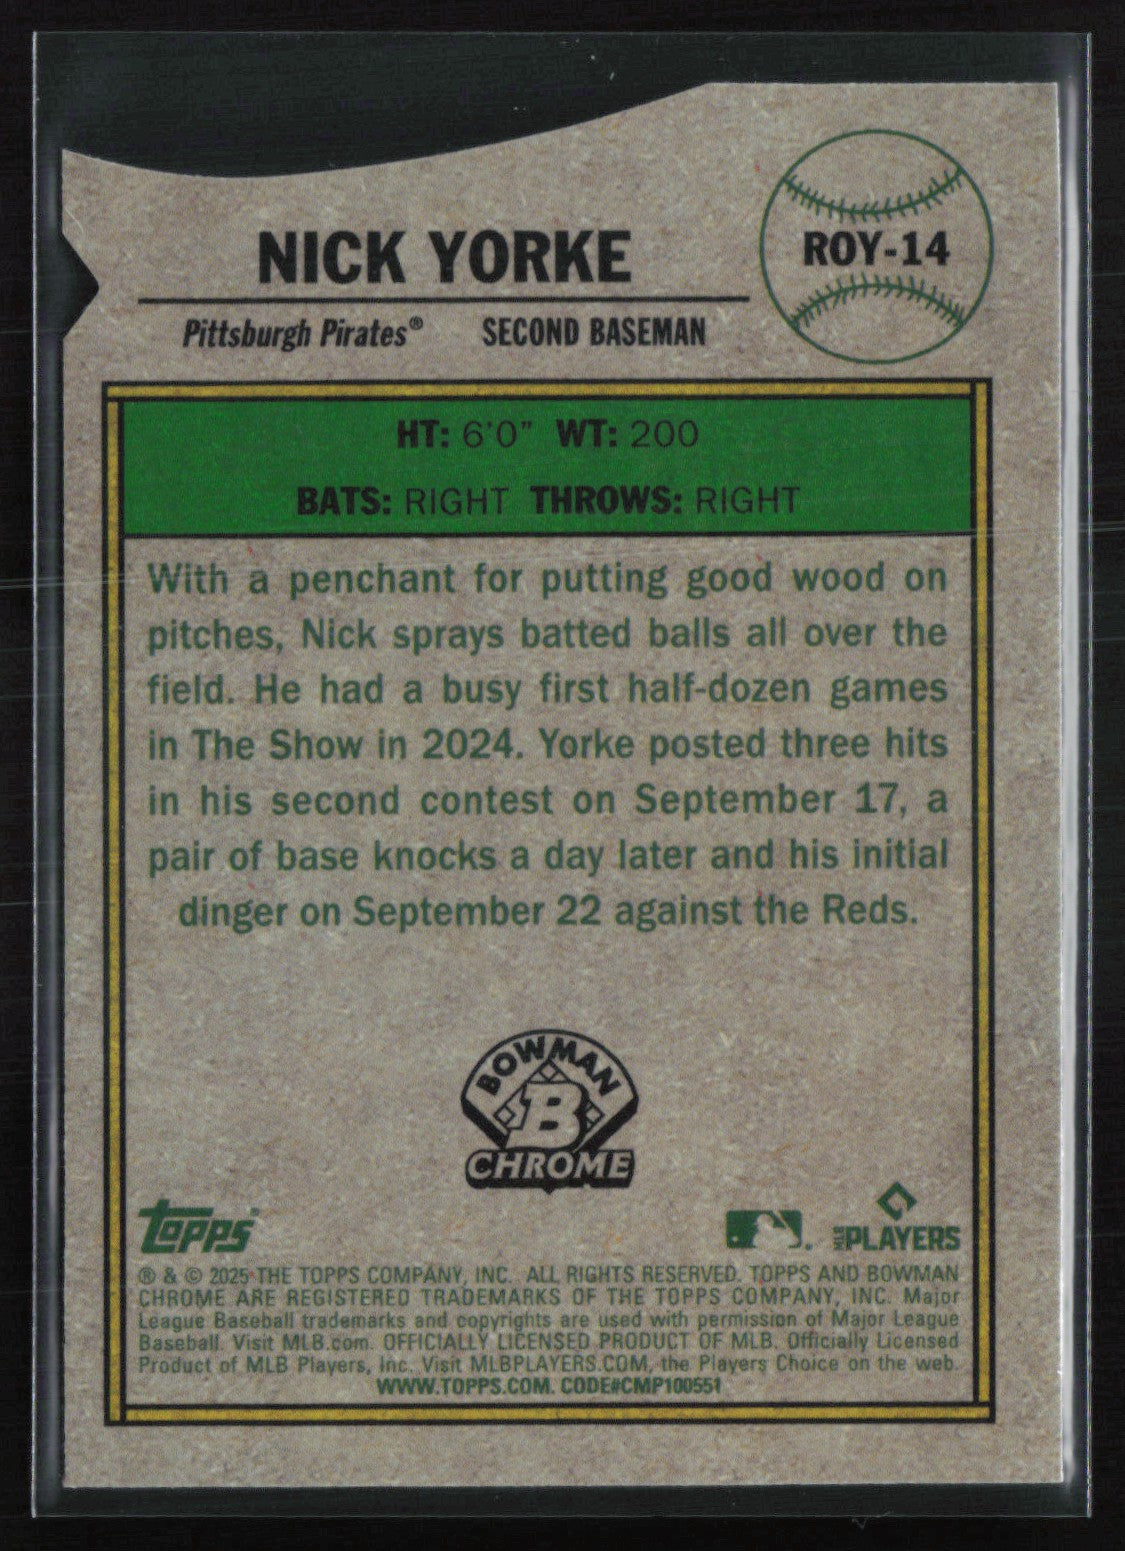 NICK YORKE
ROY-14
Pittsburgh Pirates® SECOND BASEMAN
HT: 6'0" WT: 200
BATS: RIGHT THROWS: RIGHT
With a penchant for putting good wood on
pitches, Nick sprays batted balls all over the
field. He had a busy first half-dozen games
in The Show in 2024. Yorke posted three hits
in his second contest on September 17, a
pair of base knocks a day later and his initial
dinger on September 22 against the Reds.
BOWMAN
B
CHROME
topps
MLB PLAYERS
® & © 2025 THE TOPPS COMPANY, INC. ALL RIGHTS RESERVED. TOPPS AND BOWMAN
CHROME ARE REGISTERED TRADEMARKS OF THE TOPPS COMPANY, INC. Major
League Baseball trademarks and copyrights are used with permission of Major League
Baseball. Visit MLB.com. OFFICIALLY LICENSED PRODUCT OF MLB. Officially Licensed
Product of MLB Players, Inc. Visit MLBPLAYERS.COM, the Players Choice on the web.
WWW.TOPPS.COM. CODE#CMP100551